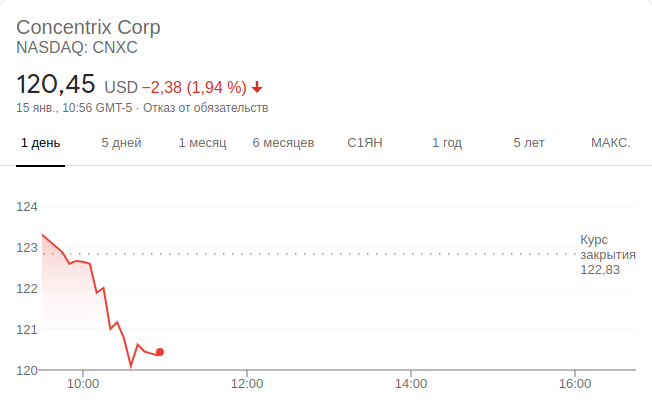 Concentrix Corp
NASDAQ: CNXC
120,45 USD −2,38 (1,94 %)
15 янв., 10:56 GMT-5 · Отказ от обязательств
1 день 5 дней 1 месяц 6 месяцев С1ЯН 1 год 5 лет МАКС.
124
123
122
121
120
Курс
закрытия
122,83
10:00 12:00 14:00 16:00